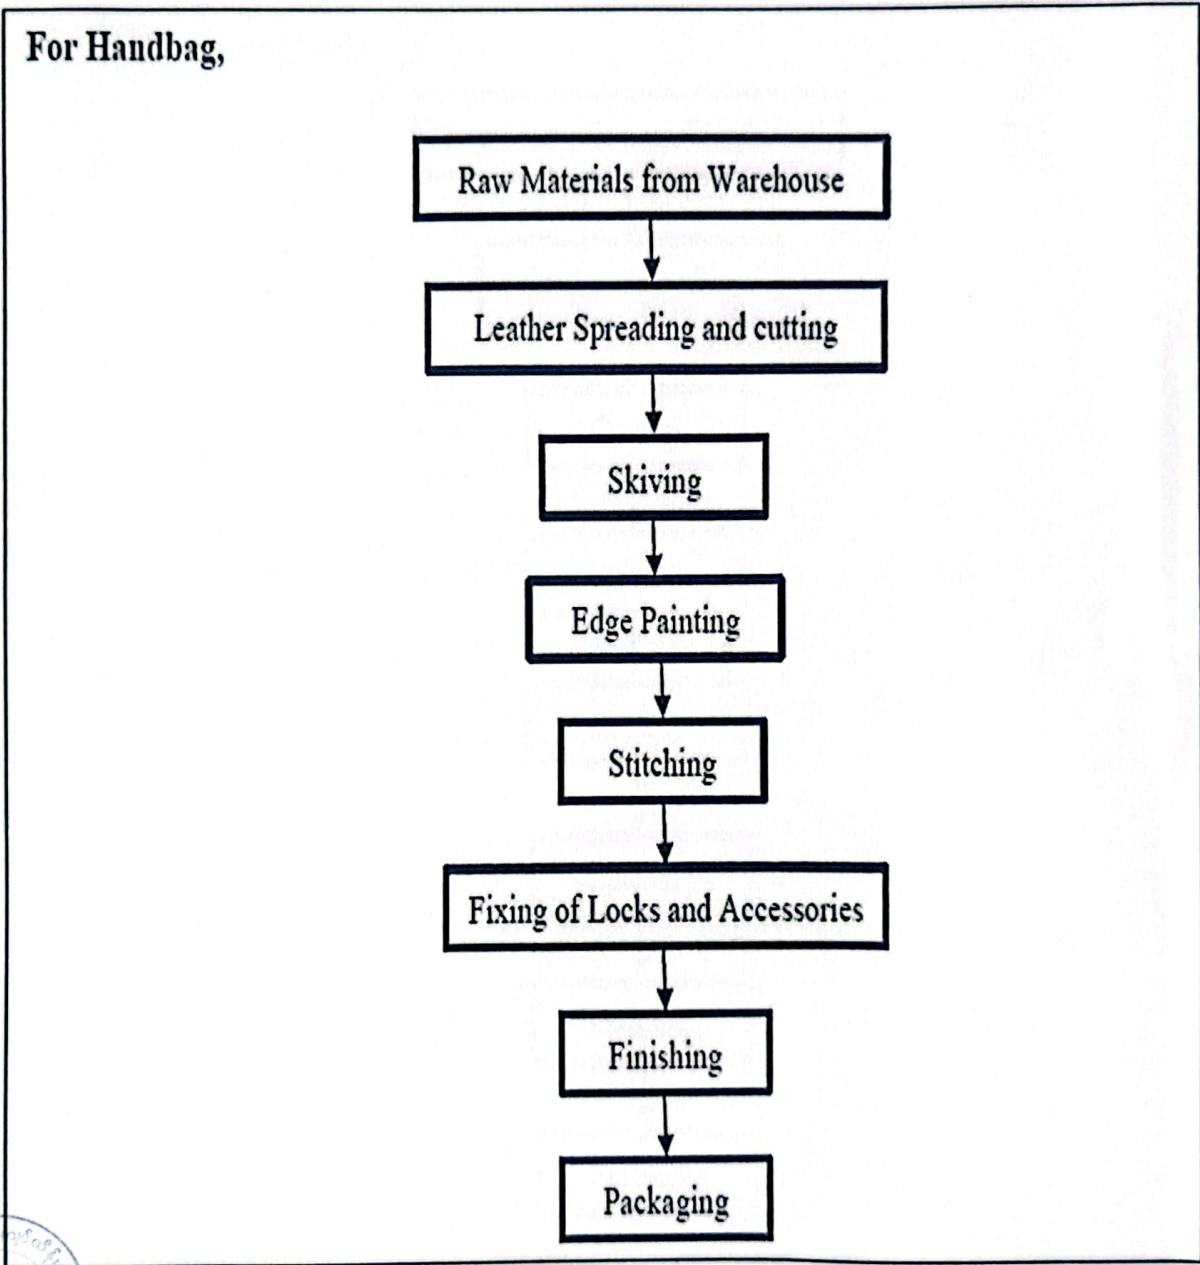 For Handbag,
Raw Materials from Warehouse
Leather Spreading and cutting
Skiving
Edge Painting
Stitching
Fixing of Locks and Accessories
Finishing
Packaging